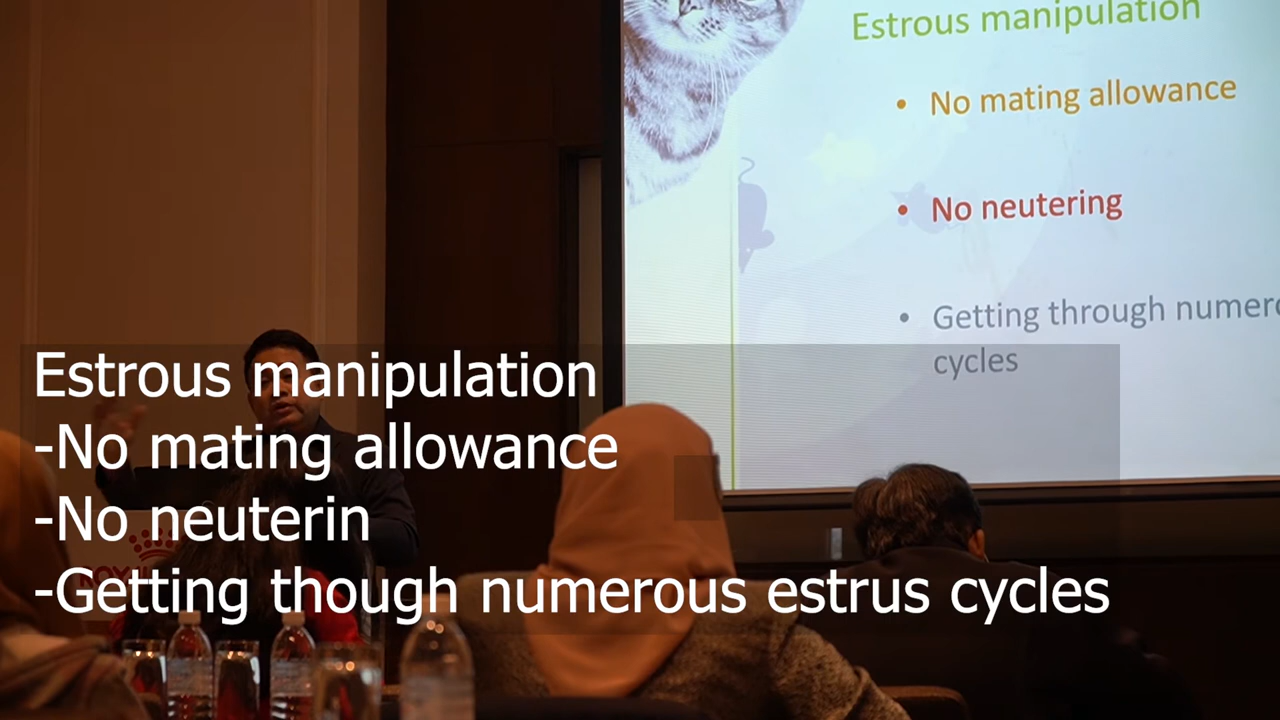 Estrous manipulation
• No mating allowance
• No neutering
• Getting through
cycles
Estrous manipulation
-No mating allowance
-No neuterin
-Getting though numerous estrus cycles